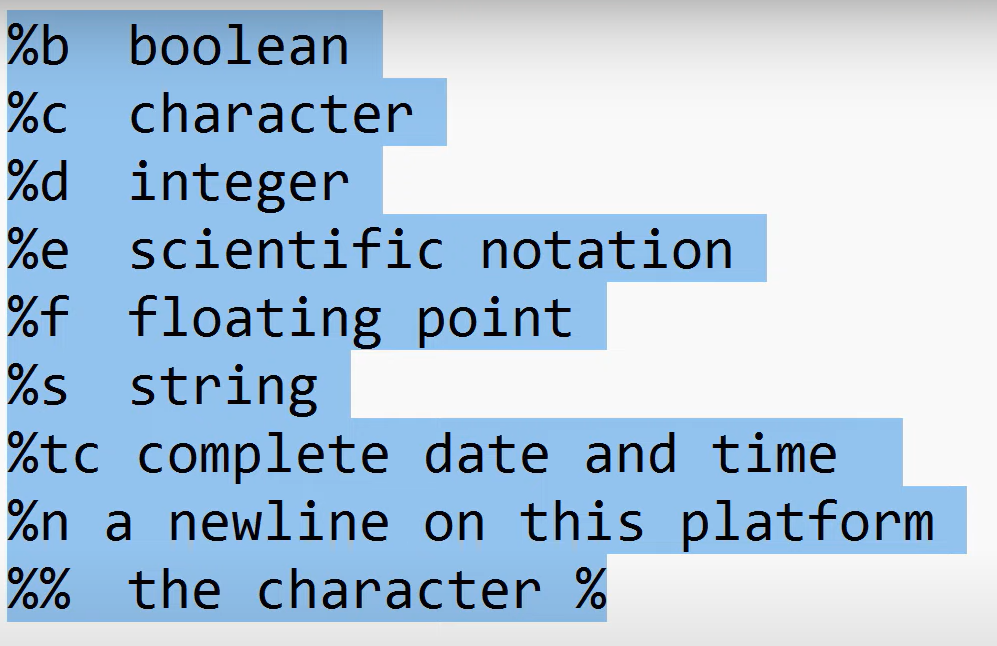 %b  boolean
%c  character
%d  integer
%e  scientific notation
%f  floating point
%s  string
%tc complete date and time
%n a newline on this platform
%%  the character %